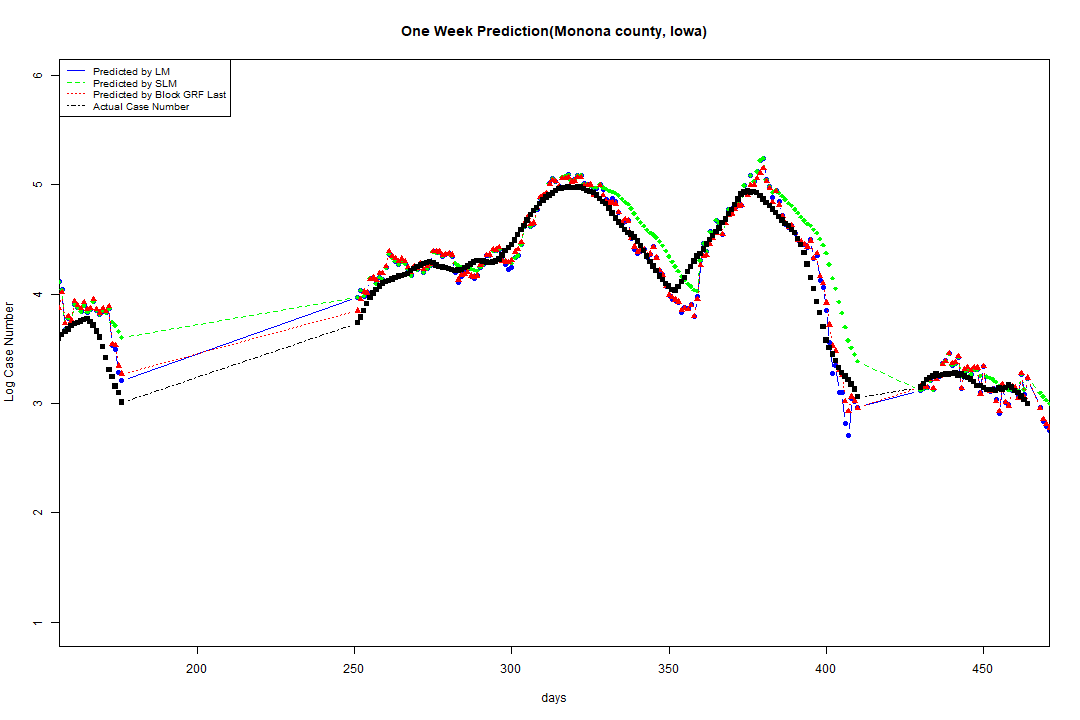 One Week Prediction(Monona county, Iowa)
Predicted by LM
Predicted by SLM
Predicted by Block GRF Last
Actual Case Number
6
5
4
3
2
1
Log Case Number
200 250 300 350 400 450
days